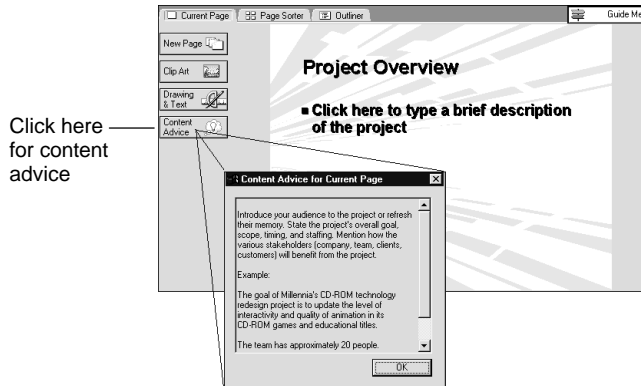 Current Page Page Sorter Outliner Guide Me
New Page
Clip Art
Drawing
& Text
Content
Advice
Project Overview
■ Click here to type a brief description
of the project
Click here
for content
advice
Content Advice for Current Page
Introduce your audience to the project or refresh
their memory. State the project's overall goal,
scope, timing, and staffing. Mention how the
various stakeholders (company, team, clients,
customers) will benefit from the project.
Example:
The goal of Millennia's CD-ROM technology
redesign project is to update the level of
interactivity and quality of animation in its
CD-ROM games and educational titles.
The team has approximately 20 people.
OK